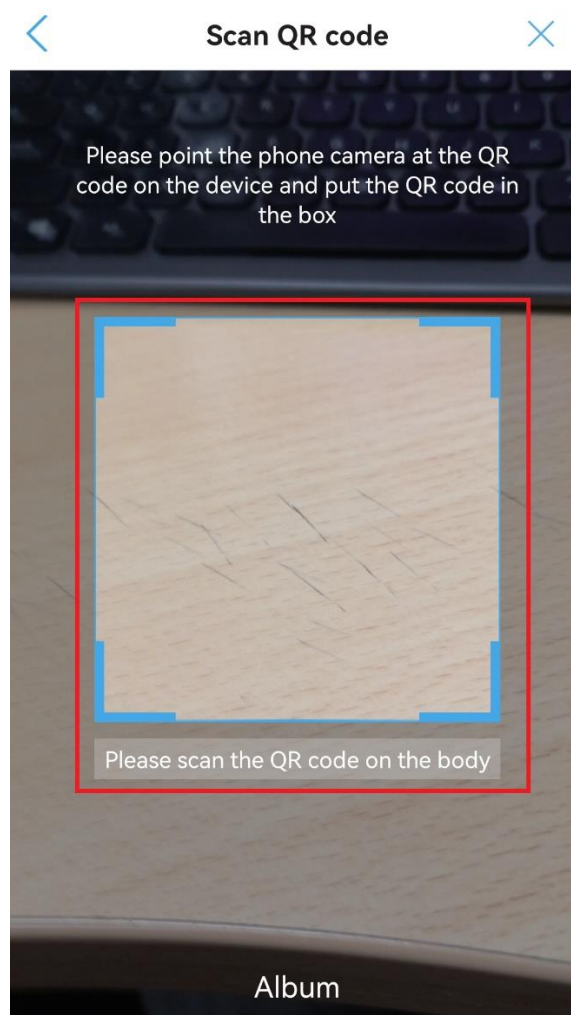 Scan QR code
Please point the phone camera at the QR
code on the device and put the QR code in
the box
Please scan the QR code on the body
Album